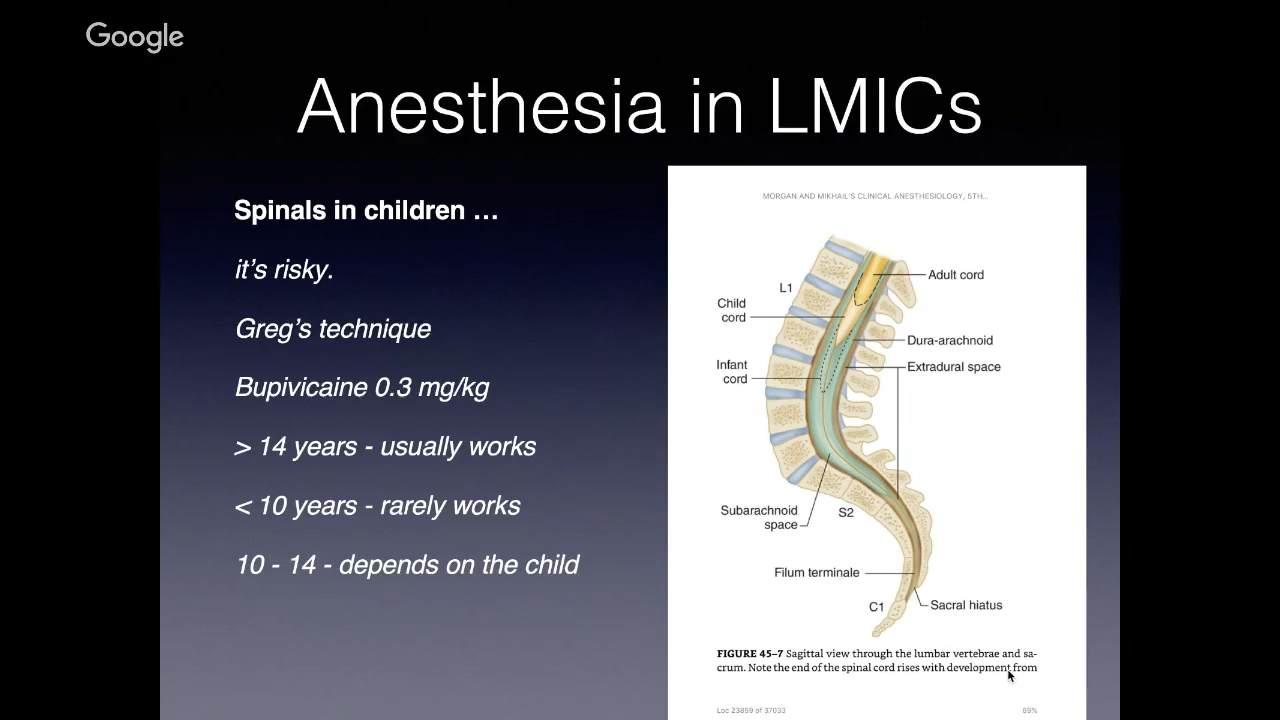 Google
Anesthesia in LMICs
Spinals in children …
it’s risky.
Greg’s technique
Bupivicaine 0.3 mg/kg
> 14 years - usually works
< 10 years - rarely works
10 - 14 - depends on the child
MORGAN AND MIKHAIL'S CLINICAL ANESTHESIOLOGY, 5TH...
L1
Adult cord
Child
cord
Dura-arachnoid
Infant
cord
Extradural space
Subarachnoid
space
S2
Filum terminale
C1
Sacral hiatus
FIGURE 45–7 Sagittal view through the lumbar vertebrae and sa-
crum. Note the end of the spinal cord rises with development from
Loc 23859 of 37033
69%